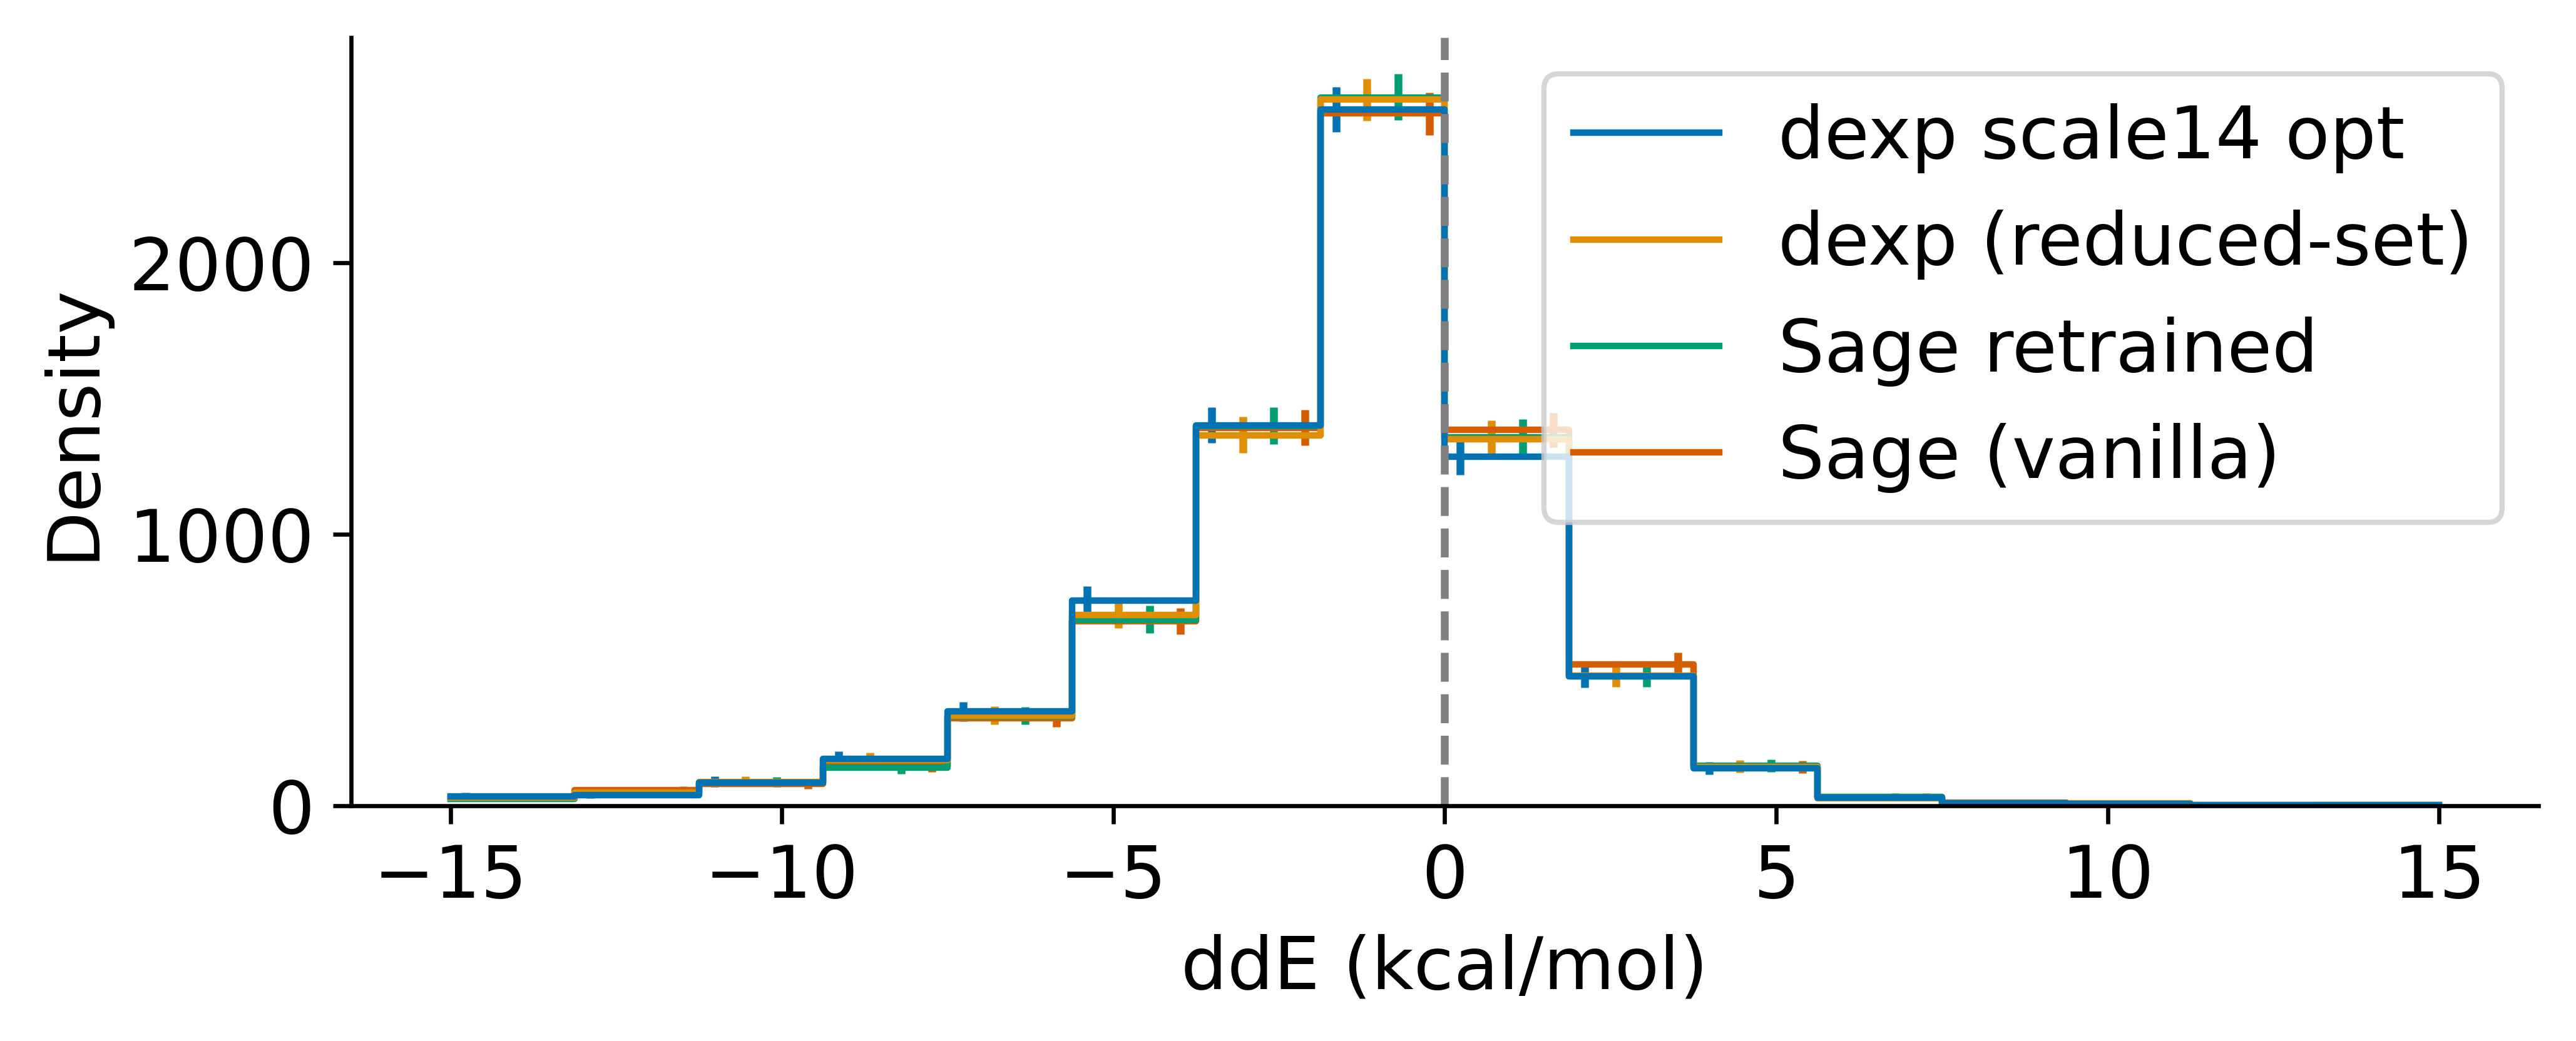 dexp scale14 opt
dexp (reduced-set)
Sage retrained
Sage (vanilla)
Density
2000
1000
0
−15 −10 −5 0 5 10 15
ddE (kcal/mol)